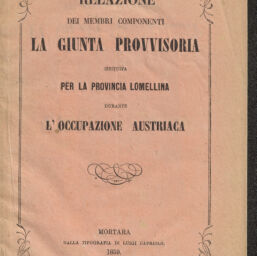 RELAZIONE
DEI MEMBRI COMPONENTI
LA GIUNTA PROVVISORIA
ISTITUITA
PER LA PROVINCIA LOMELLINA
DURANTE
L'OCCUPAZIONE AUSTRIACA
MORTARA
DALLA TIPOGRAFIA DI LUIGI CAPRIOLO.
1859.